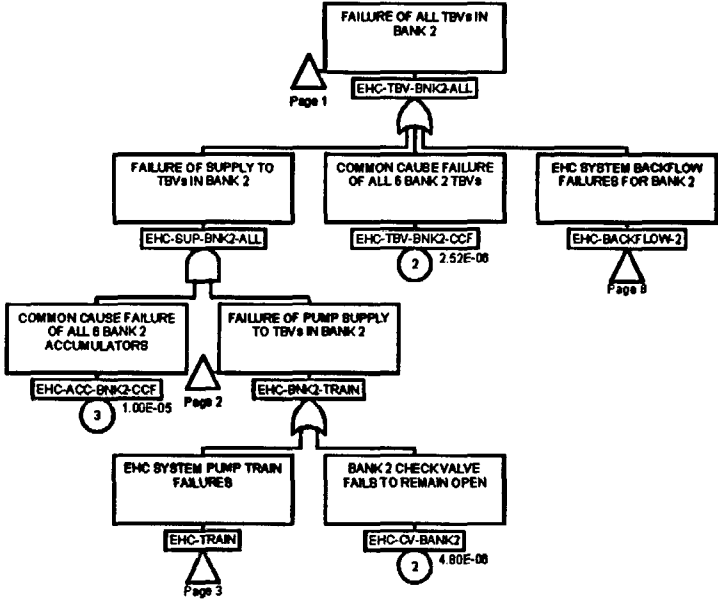 FAILURE OF ALL TBVs IN
BANK 2
Page 1
EHC-TBV-BNK2-ALL
FAILURE OF SUPPLY TO
TBVs IN BANK 2
COMMON CAUSE FAILURE
OF ALL 6 BANK 2 TBVs
EHC SYSTEM BACKFLOW
FAILURES FOR BANK 2
EHC-SUP-BNK2-ALL
EHC-TBV-BNK2-CCF
EHC-BACKFLOW-2
2
2.52E-06
Page 8
COMMON CAUSE FAILURE
OF ALL 6 BANK 2
ACCUMULATORS
FAILURE OF PUMP SUPPLY
TO TBVs IN BANK 2
EHC-ACC-BNK2-CCF
Page 2
EHC-BNK2-TRAIN
3
1.00E-05
EHC SYSTEM PUMP TRAIN
FAILURES
BANK 2 CHECKVALVE
FAILS TO REMAIN OPEN
EHC-TRAIN
EHC-CV-BANK2
Page 3
2
4.80E-06